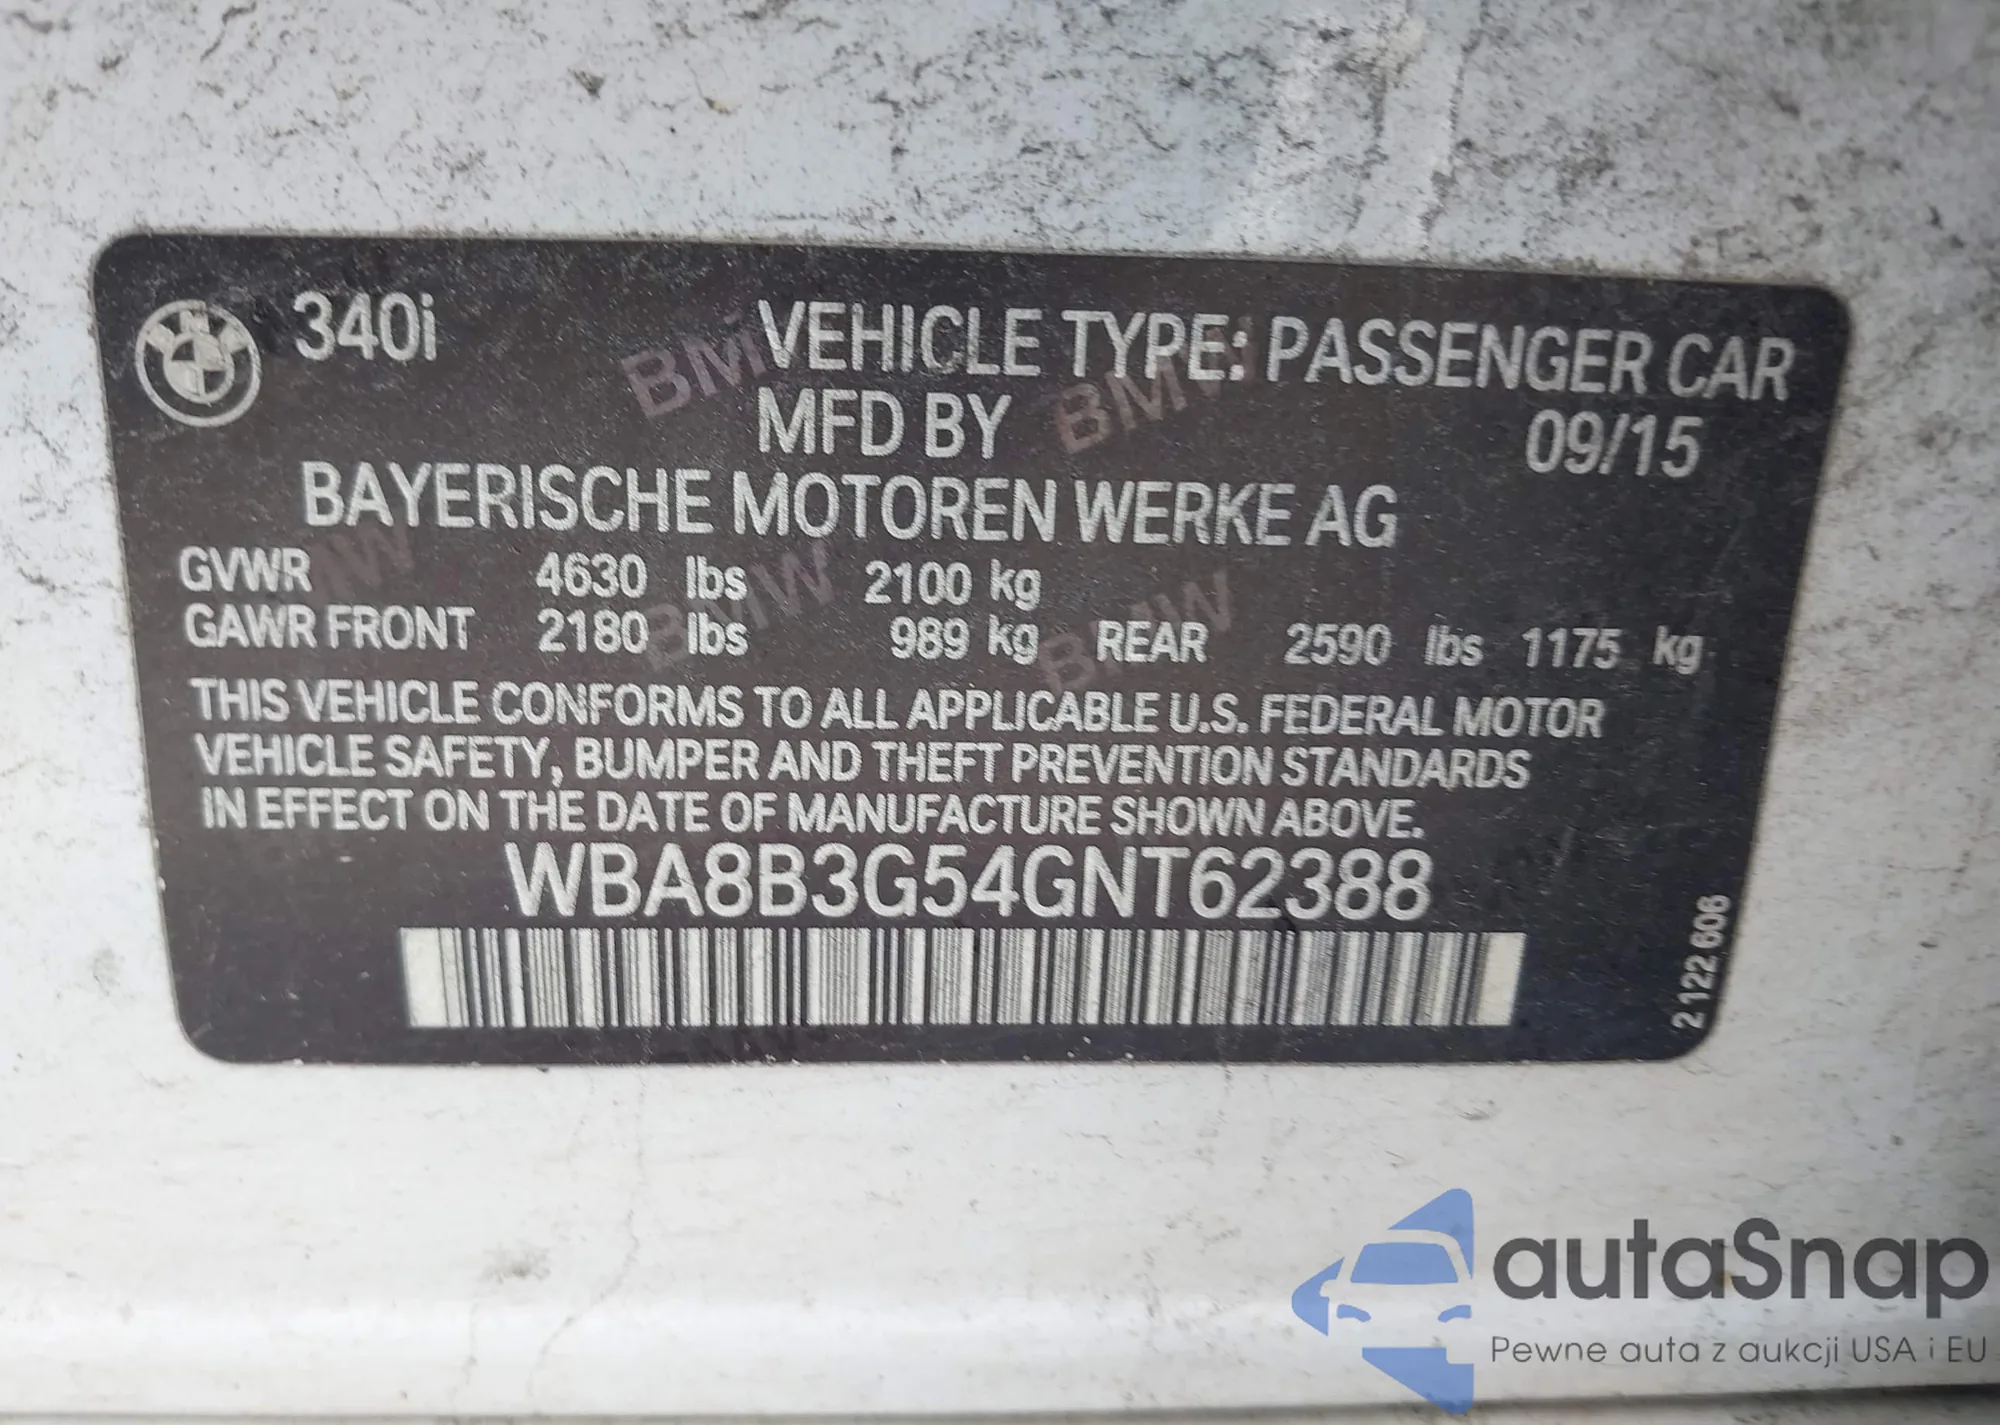 340i
VEHICLE TYPE: PASSENGER CAR
MFD BY 09/15
BAYERISCHE MOTOREN WERKE AG
GVWR 4630 lbs 2100 kg
GAWR FRONT 2180 lbs 989 kg REAR 2590 lbs 1175 kg
THIS VEHICLE CONFORMS TO ALL APPLICABLE U.S. FEDERAL MOTOR
VEHICLE SAFETY, BUMPER AND THEFT PREVENTION STANDARDS
IN EFFECT ON THE DATE OF MANUFACTURE SHOWN ABOVE.
WBA8B3G54GNT62388
2 122 606
autaSnap
Pewne auta z aukcji USA i EU